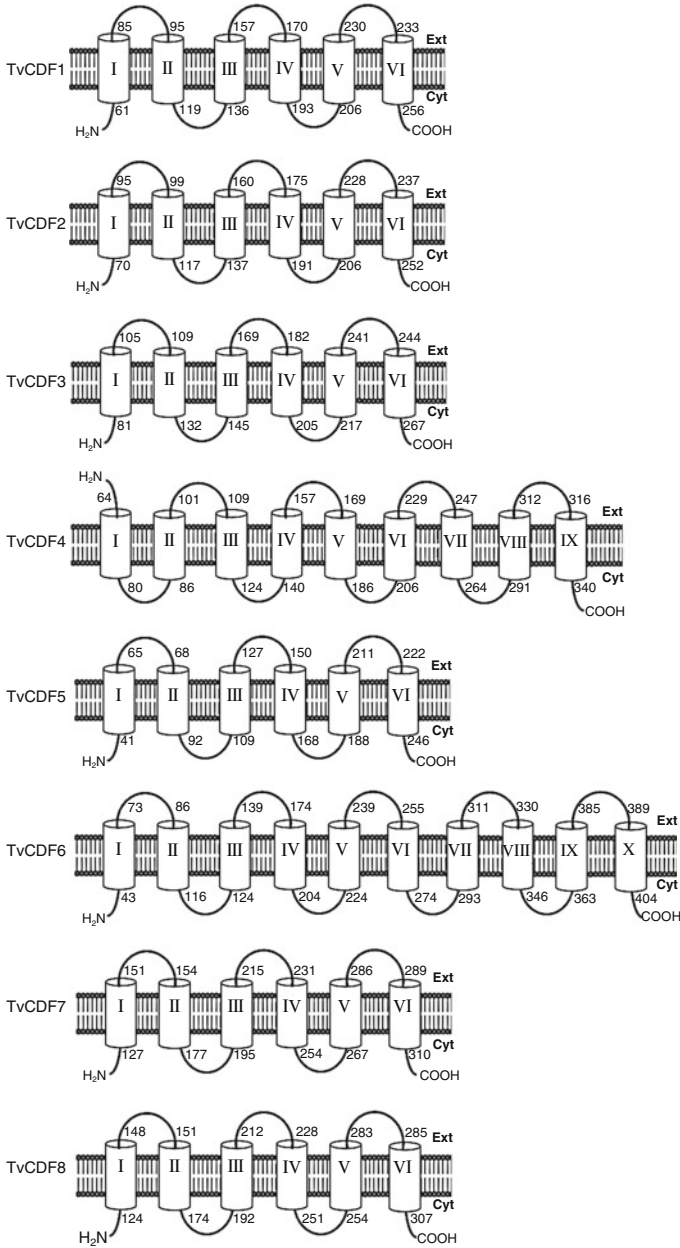 85 95 157 170 230 233 Ext
TvCDF1 I II III IV V VI
Cyt
61 119 136 193 206 256
H₂N COOH
95 99 160 175 228 237 Ext
TvCDF2 I II III IV V VI
Cyt
70 117 137 191 206 252
H₂N COOH
105 109 169 182 241 244 Ext
TvCDF3 I II III IV V VI
Cyt
81 132 145 205 217 267
H₂N COOH
H₂N
64 101 109 157 169 229 247 312 316 Ext
TvCDF4 I II III IV V VI VII VIII IX
Cyt
80 86 124 140 186 206 264 291 340
COOH
65 68 127 150 211 222 Ext
TvCDF5 I II III IV V VI
Cyt
41 92 109 168 188 246
H₂N COOH
73 86 139 174 239 255 311 330 385 389 Ext
TvCDF6 I II III IV V VI VII VIII IX X
Cyt
43 116 124 204 224 274 293 346 363 404
H₂N COOH
151 154 215 231 286 289 Ext
TvCDF7 I II III IV V VI
Cyt
127 177 195 254 267 310
H₂N COOH
148 151 212 228 283 285 Ext
TvCDF8 I II III IV V VI
Cyt
124 174 192 251 254 307
H₂N COOH